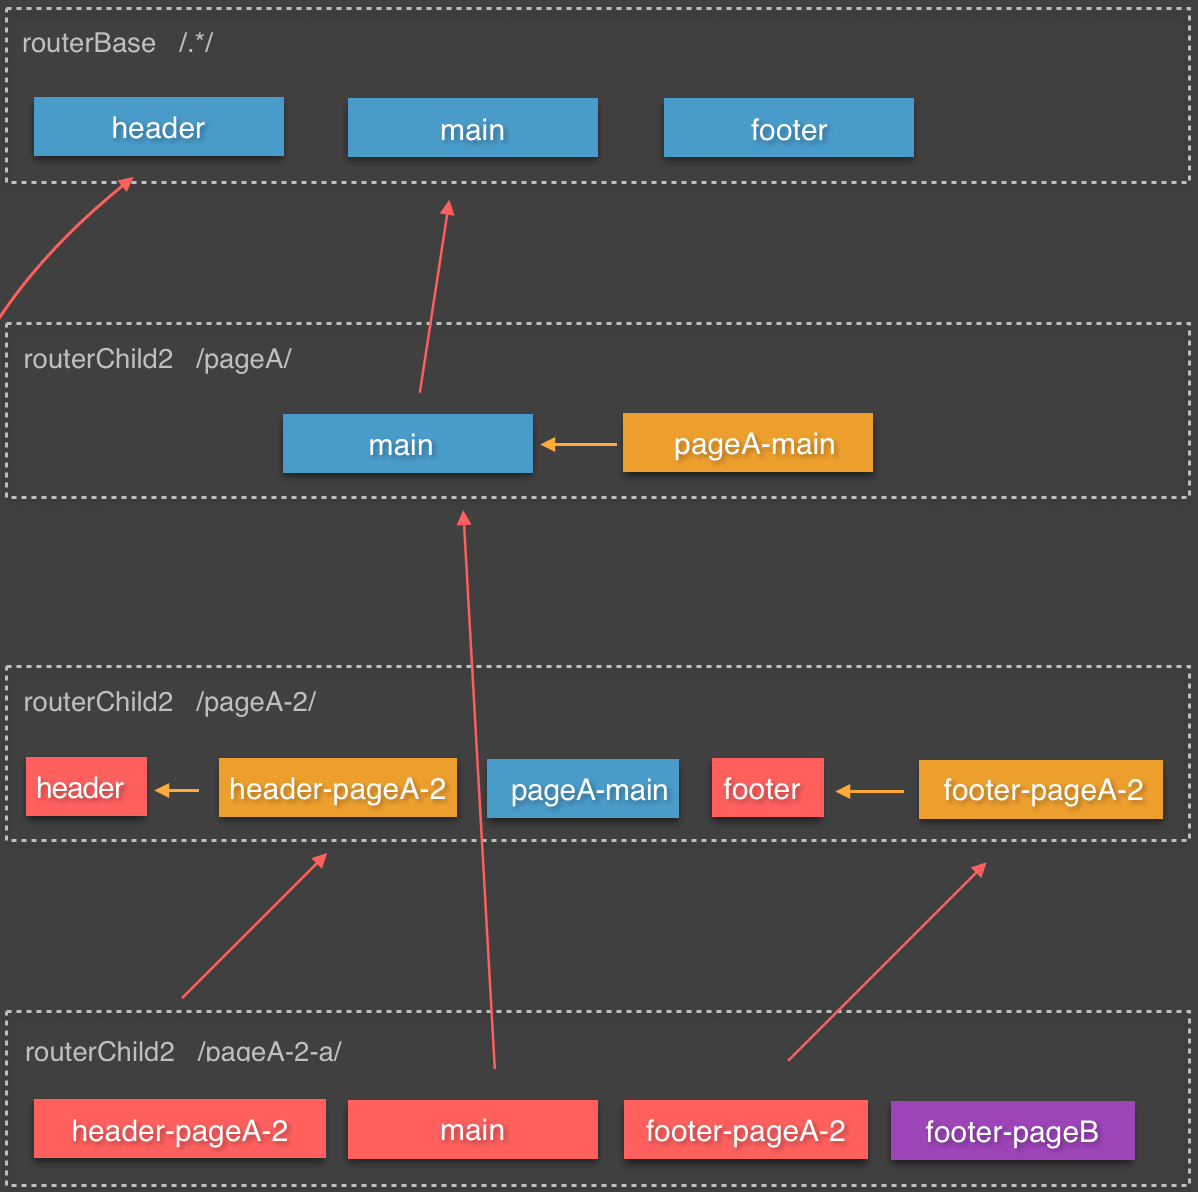 routerBase /.*/
header main footer
routerChild2 /pageA/
main pageA-main
routerChild2 /pageA-2/
header header-pageA-2 pageA-main footer footer-pageA-2
routerChild2 /pageA-2-a/
header-pageA-2 main footer-pageA-2 footer-pageB